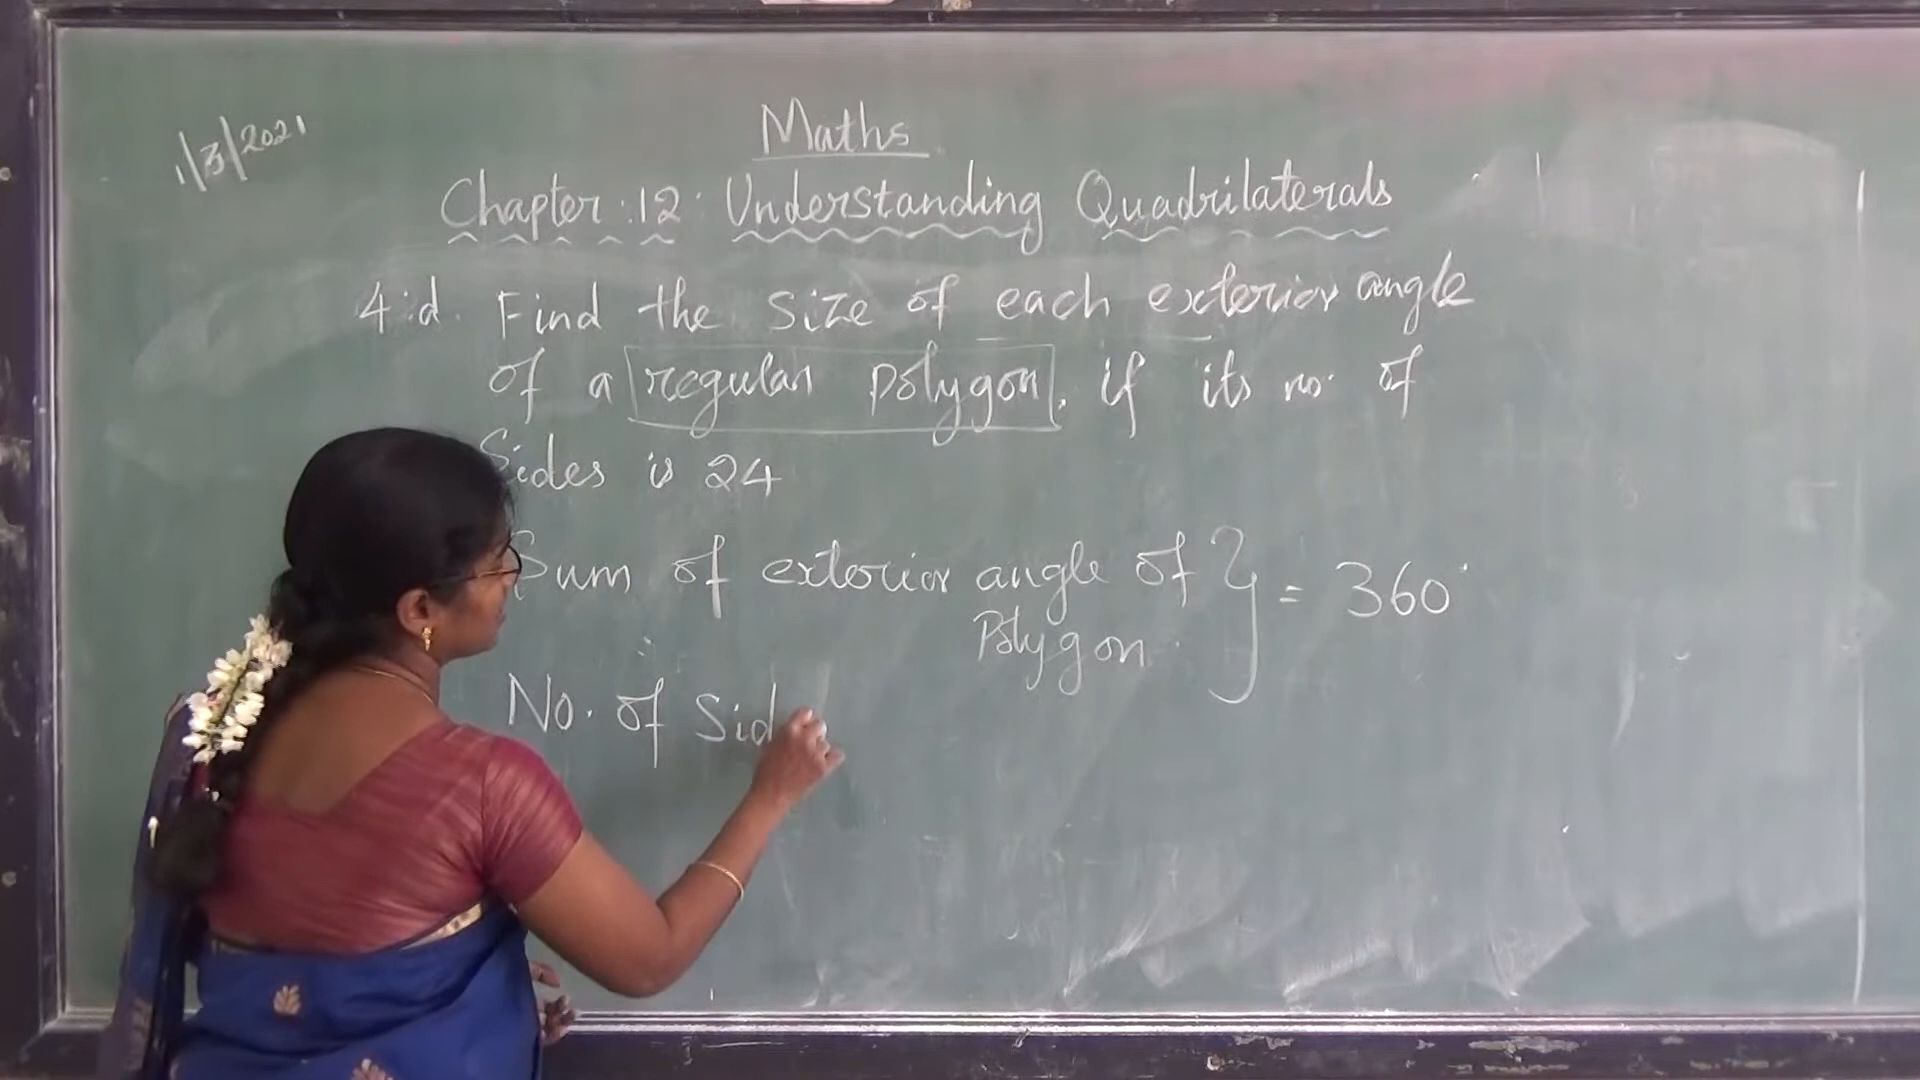 1/3/2021
Maths
Chapter :12: Understanding Quadrilaterals
4.d. Find the size of each exterior angle
of a regular polygon, if its no. of
Sides is 24
Sum of exterior angle of } = 360°
Polygon.
No. of Sid